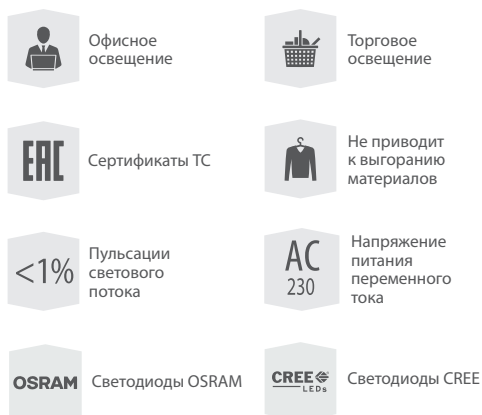 Офисное
освещение
Торговое
освещение
EAC
Сертификаты ТС
Не приводит
к выгоранию
материалов
<1%
Пульсации
светового
потока
AC
230
Напряжение
питания
переменного
тока
OSRAM
Светодиоды OSRAM
CREE
LEDs
Светодиоды CREE